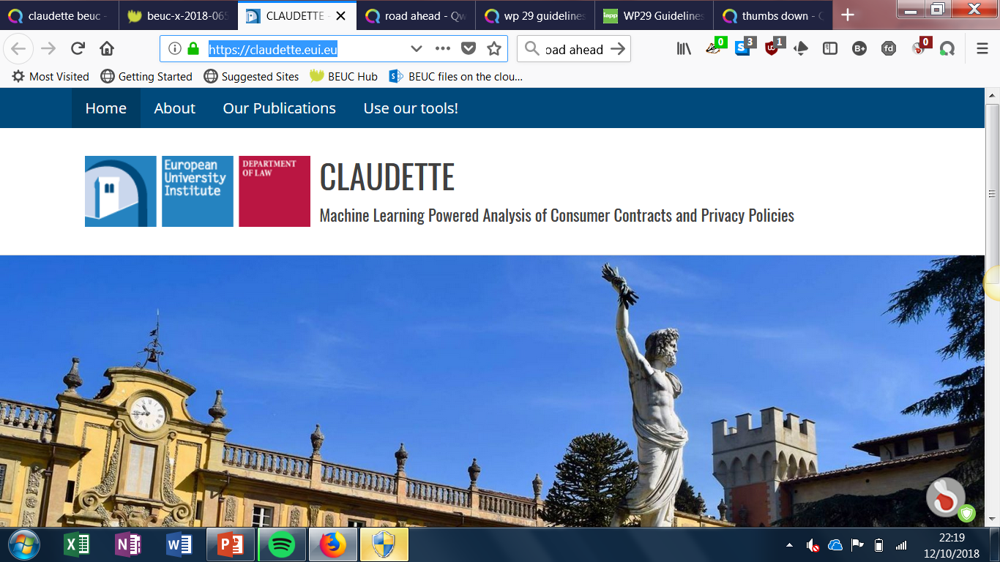 claudette beuc -
beuc-x-2018-065
CLAUDETTE -
road ahead - Qw
wp 29 guidelines
iapp
WP29 Guidelines
thumbs down - Q
https://claudette.eui.eu
oad ahead
0
3
1
B+
fd
0
Most Visited
Getting Started
Suggested Sites
BEUC Hub
BEUC files on the clou...
Home
About
Our Publications
Use our tools!
European
University
Institute
DEPARTMENT
OF LAW
CLAUDETTE
Machine Learning Powered Analysis of Consumer Contracts and Privacy Policies
22:19
12/10/2018